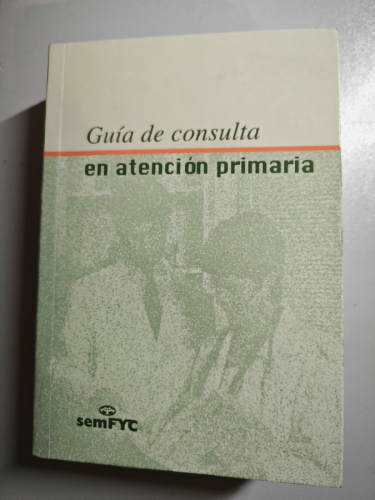 Guía de consulta
en atención primaria
semFYC